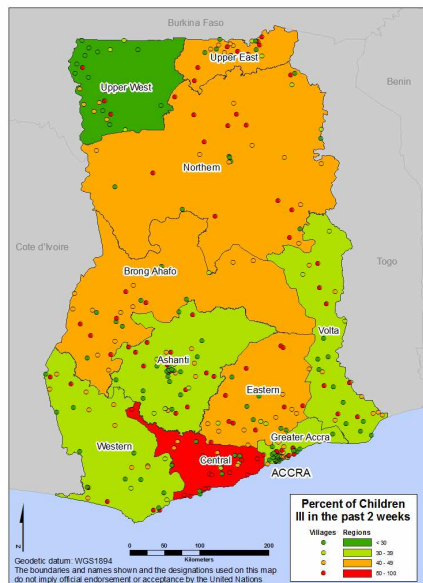 Burkina Faso
Upper East
Upper West
Benin
Northern
Cote d'Ivoire
Togo
Brong Ahafo
Volta
Ashanti
Eastern
Greater Accra
Western
Central
ACCRA
Percent of Children
Ill in the past 2 weeks
Villages Regions
< 30
30 - 39
40 - 49
50 - 100
0 50 100 200
Kilometers
Geodetic datum: WGS1894
The boundaries and names shown and the designations used on this map
do not imply official endorsement or acceptance by the United Nations